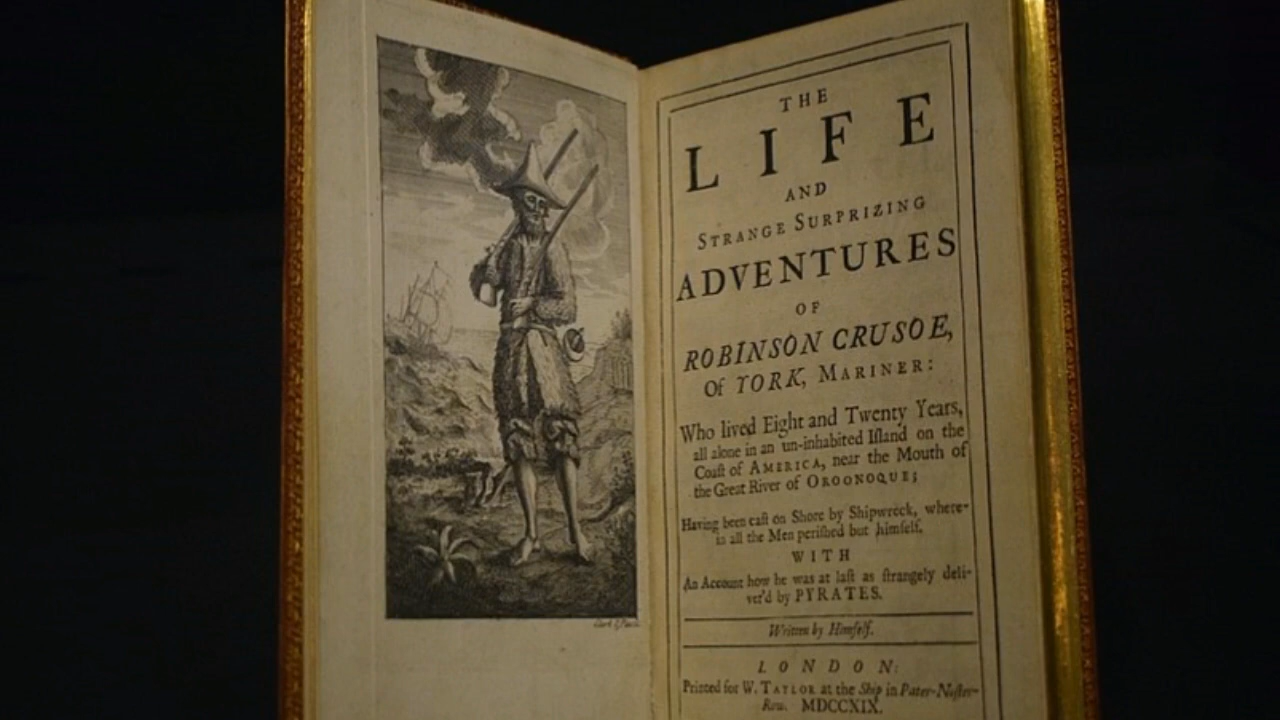 THE
LIFE
AND
STRANGE SURPRIZING
ADVENTURES
OF
ROBINSON CRUSOE,
Of YORK, MARINER:
Who lived Eight and Twenty Years,
all alone in an un-inhabited Iſland on the
Coaſt of AMERICA, near the Mouth of
the Great River of OROONOQUE;
Having been caſt on Shore by Shipwreck, where-
in all the Men periſhed but himſelf.
WITH
An Account how he was at laſt as ſtrangely deli-
ver'd by PYRATES.
Written by Himſelf.
LONDON:
Printed for W. TAYLOR at the Ship in Pater-Noſter-
Row. MDCCXIX.